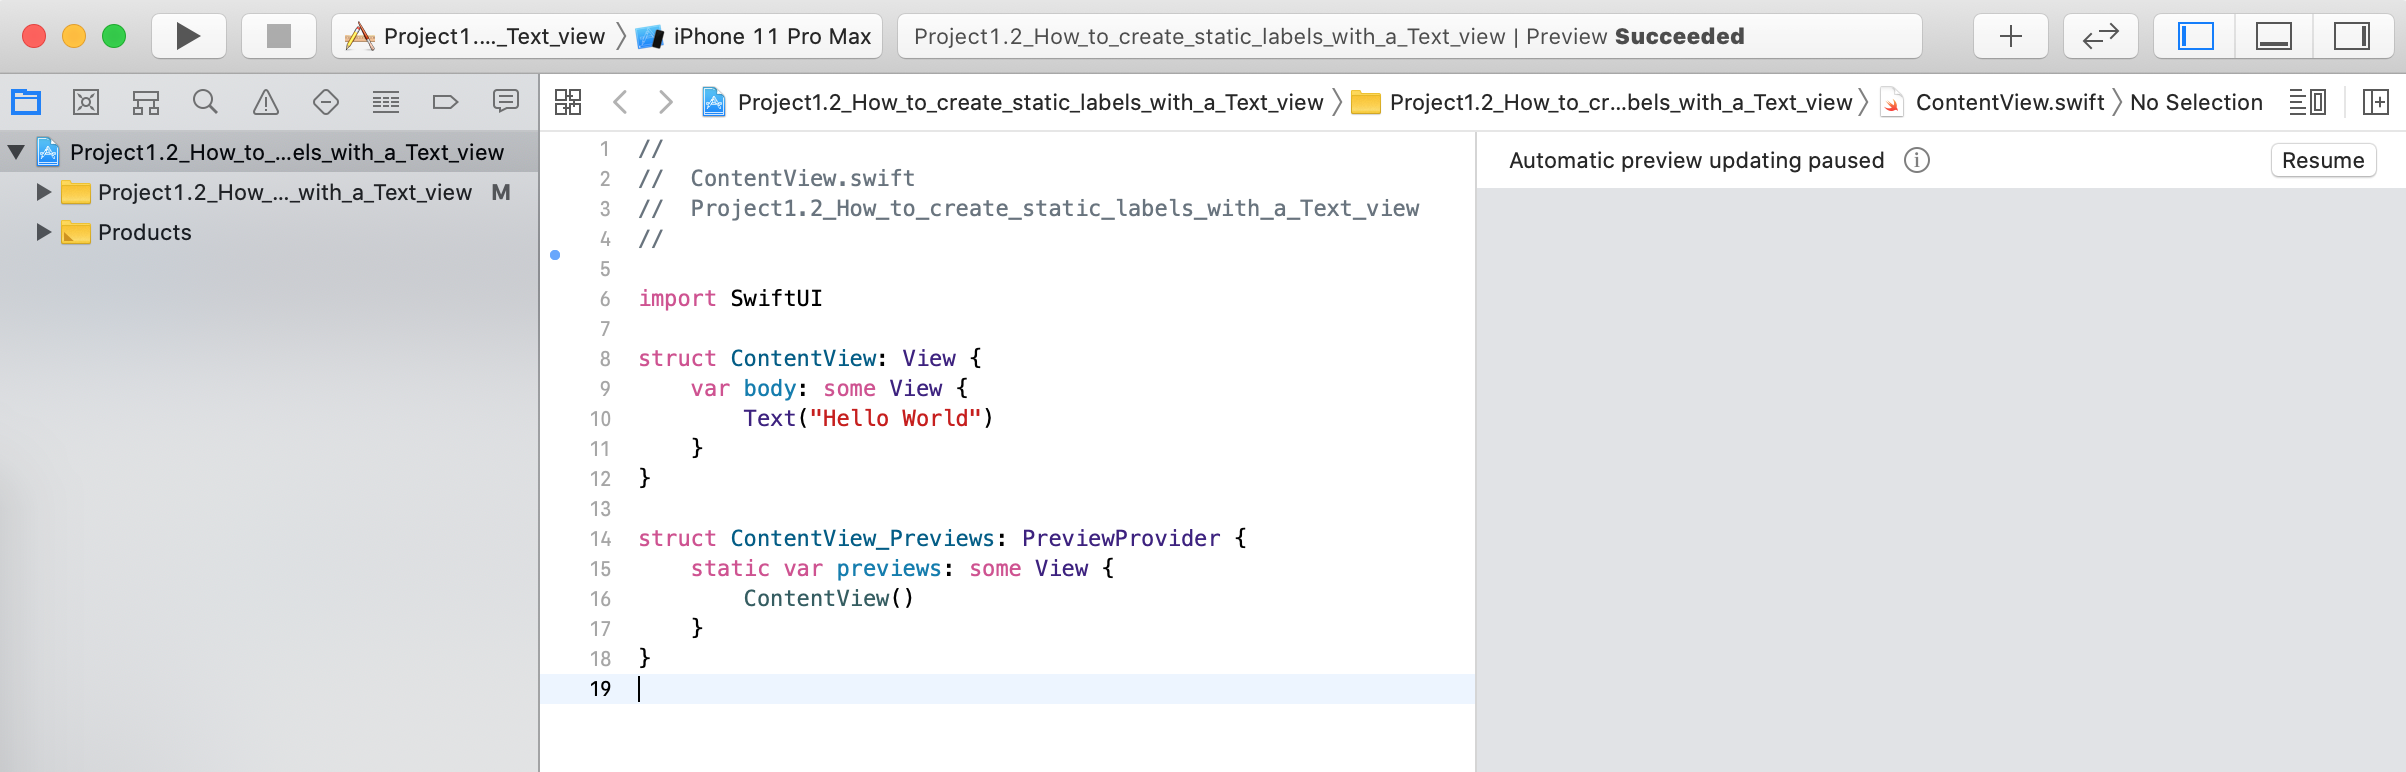 Project1...._Text_view 〉 iPhone 11 Pro Max
Project1.2_How_to_create_static_labels_with_a_Text_view | Preview Succeeded
Project1.2_How_to_create_static_labels_with_a_Text_view 〉 Project1.2_How_to_cr...bels_with_a_Text_view 〉 ContentView.swift 〉 No Selection
Project1.2_How_to_...els_with_a_Text_view
Project1.2_How_..._with_a_Text_view M
Products
1 //
2 //  ContentView.swift
3 //  Project1.2_How_to_create_static_labels_with_a_Text_view
4 //
5
6 import SwiftUI
7
8 struct ContentView: View {
9     var body: some View {
10         Text("Hello World")
11     }
12 }
13
14 struct ContentView_Previews: PreviewProvider {
15     static var previews: some View {
16         ContentView()
17     }
18 }
19
Automatic preview updating paused
Resume